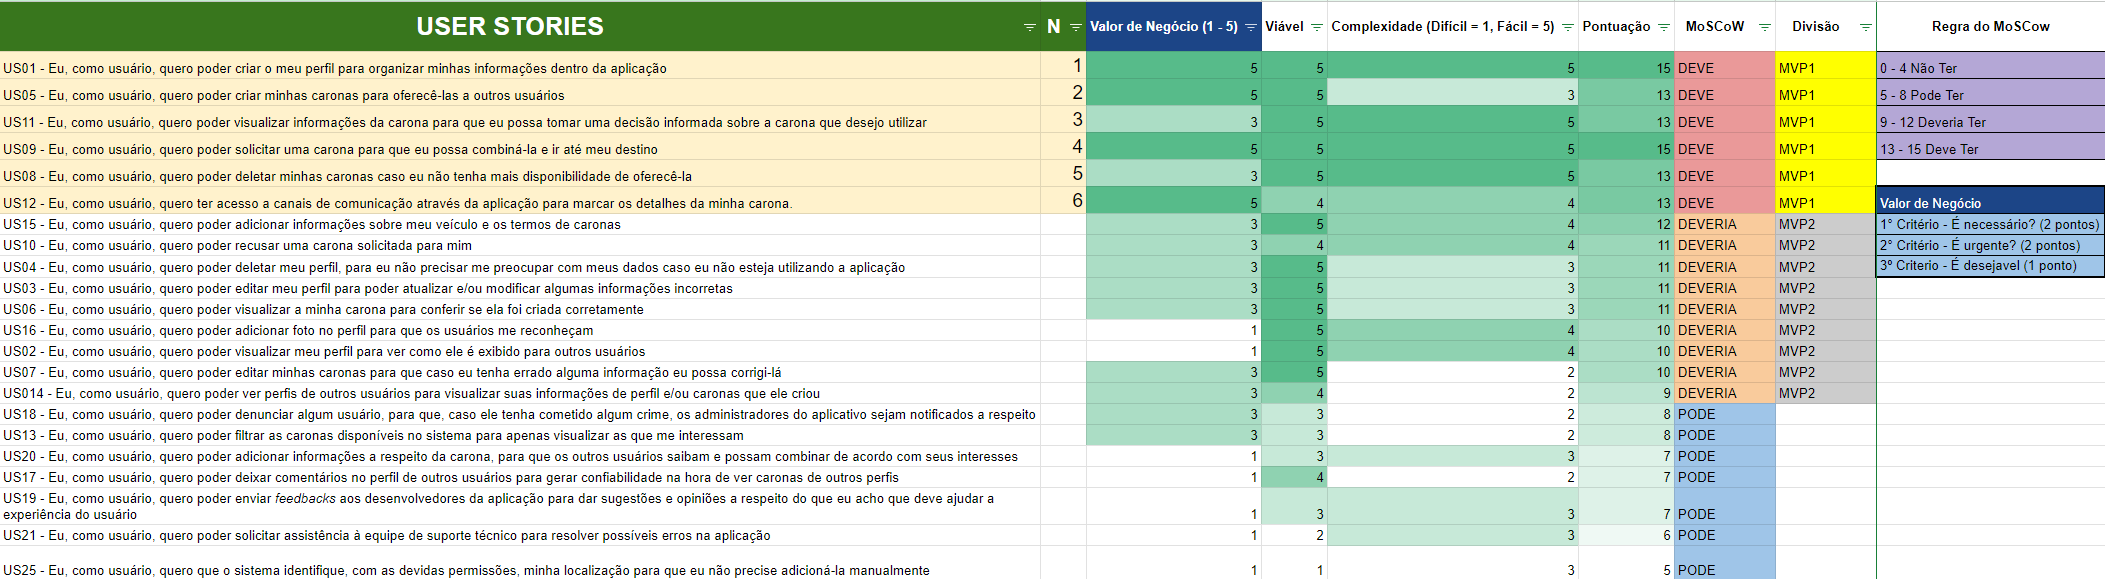 USER STORIES N Valor de Negócio (1 - 5) Viável Complexidade (Difícil = 1, Fácil = 5) Pontuação MoSCoW Divisão Regra do MosCow
US01 - Eu, como usuário, quero poder criar o meu perfil para organizar minhas informações dentro da aplicação 1 5 5 5 15 DEVE MVP1 0 - 4 Não Ter
US05 - Eu, como usuário, quero poder criar minhas caronas para oferecê-las a outros usuários 2 5 5 3 13 DEVE MVP1 5 - 8 Pode Ter
US11 - Eu, como usuário, quero poder visualizar informações da carona para que eu possa tomar uma decisão informada sobre a carona que desejo utilizar 3 3 5 5 13 DEVE MVP1 9 - 12 Deveria Ter
US09 - Eu, como usuário, quero poder solicitar uma carona para que eu possa combiná-la e ir até meu destino 4 5 5 5 15 DEVE MVP1 13 - 15 Deve Ter
US08 - Eu, como usuário, quero poder deletar minhas caronas caso eu não tenha mais disponibilidade de oferecê-la 5 3 5 5 13 DEVE MVP1
US12 - Eu, como usuário, quero ter acesso a canais de comunicação através da aplicação para marcar os detalhes da minha carona. 6 5 4 4 13 DEVE MVP1 Valor de Negócio
US15 - Eu, como usuário, quero poder adicionar informações sobre meu veículo e os termos de caronas 3 5 4 12 DEVERIA MVP2 1° Critério - É necessário? (2 pontos)
US10 - Eu, como usuário, quero poder recusar uma carona solicitada para mim 3 4 4 11 DEVERIA MVP2 2° Critério - É urgente? (2 pontos)
US04 - Eu, como usuário, quero poder deletar meu perfil, para eu não precisar me preocupar com meus dados caso eu não esteja utilizando a aplicação 3 5 3 11 DEVERIA MVP2 3º Criterio - É desejavel (1 ponto)
US03 - Eu, como usuário, quero poder editar meu perfil para poder atualizar e/ou modificar algumas informações incorretas 3 5 3 11 DEVERIA MVP2
US06 - Eu, como usuário, quero poder visualizar a minha carona para conferir se ela foi criada corretamente 3 5 3 11 DEVERIA MVP2
US16 - Eu, como usuário, quero poder adicionar foto no perfil para que os usuários me reconheçam 1 5 4 10 DEVERIA MVP2
US02 - Eu, como usuário, quero poder visualizar meu perfil para ver como ele é exibido para outros usuários 1 5 4 10 DEVERIA MVP2
US07 - Eu, como usuário, quero poder editar minhas caronas para que caso eu tenha errado alguma informação eu possa corrigi-lá 3 5 2 10 DEVERIA MVP2
US014 - Eu, como usuário, quero poder ver perfis de outros usuários para visualizar suas informações de perfil e/ou caronas que ele criou 3 4 2 9 DEVERIA MVP2
US18 - Eu, como usuário, quero poder denunciar algum usuário, para que, caso ele tenha cometido algum crime, os administradores do aplicativo sejam notificados a respeito 3 3 2 8 PODE
US13 - Eu, como usuário, quero poder filtrar as caronas disponíveis no sistema para apenas visualizar as que me interessam 3 3 2 8 PODE
US20 - Eu, como usuário, quero poder adicionar informações a respeito da carona, para que os outros usuários saibam e possam combinar de acordo com seus interesses 1 3 3 7 PODE
US17 - Eu, como usuário, quero poder deixar comentários no perfil de outros usuários para gerar confiabilidade na hora de ver caronas de outros perfis 1 4 2 7 PODE
US19 - Eu, como usuário, quero poder enviar feedbacks aos desenvolvedores da aplicação para dar sugestões e opiniões a respeito do que eu acho que deve ajudar a
experiência do usuário 1 3 3 7 PODE
US21 - Eu, como usuário, quero poder solicitar assistência à equipe de suporte técnico para resolver possíveis erros na aplicação 1 2 3 6 PODE
US25 - Eu, como usuário, quero que o sistema identifique, com as devidas permissões, minha localização para que eu não precise adicioná-la manualmente 1 1 3 5 PODE